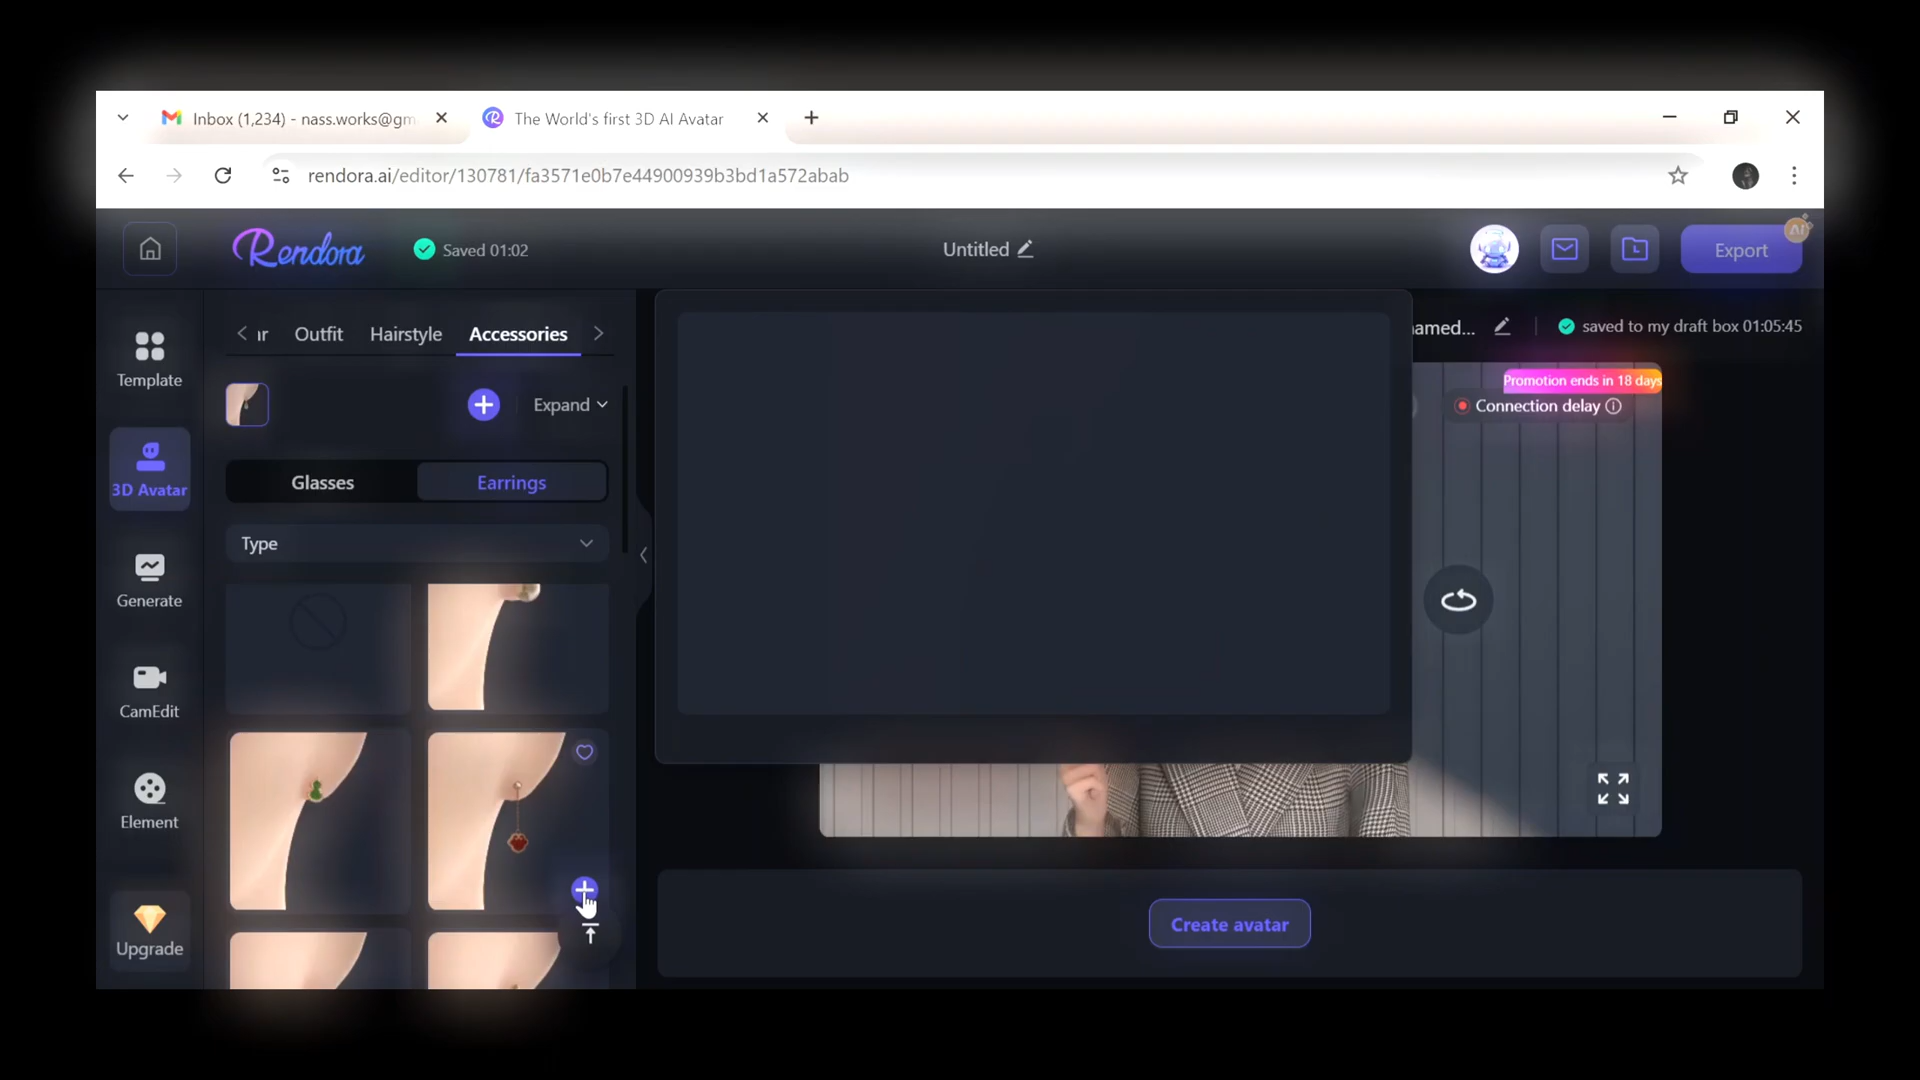 Inbox (1,234) - nass.works@gm
The World's first 3D AI Avatar
rendora.ai/editor/130781/fa3571e0b7e44900939b3bd1a572abab
Rendora
Saved 01:02
Untitled
Export
AI
Template
3D Avatar
Generate
CamEdit
Element
Upgrade
ır
Outfit
Hairstyle
Accessories
Expand
Glasses
Earrings
Type
amed...
saved to my draft box 01:05:45
Promotion ends in 18 days
Connection delay
Create avatar